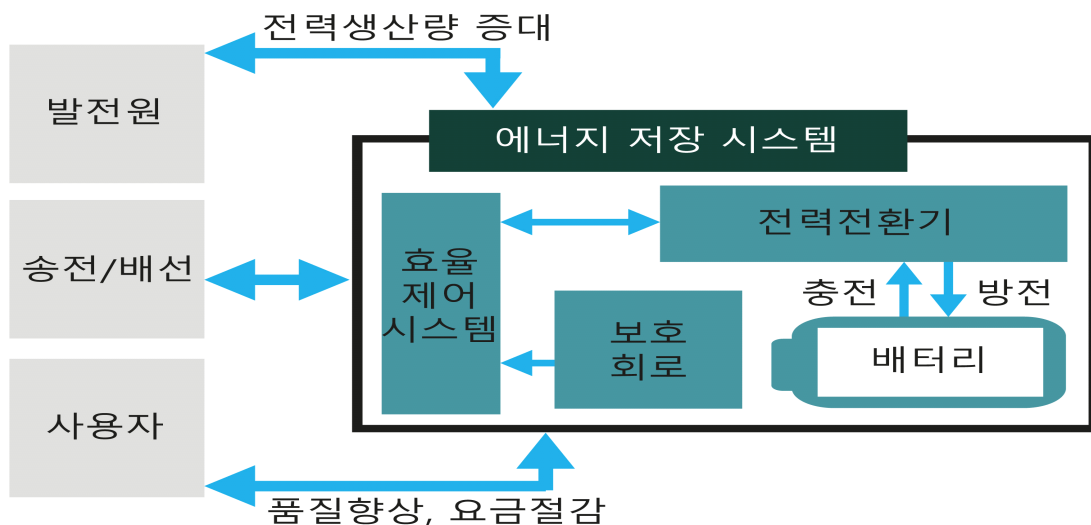 전력생산량 증대
발전원
에너지 저장 시스템
전력전환기
송전/배선
효율
제어
시스템
충전
방전
보호
회로
배터리
사용자
품질향상, 요금절감